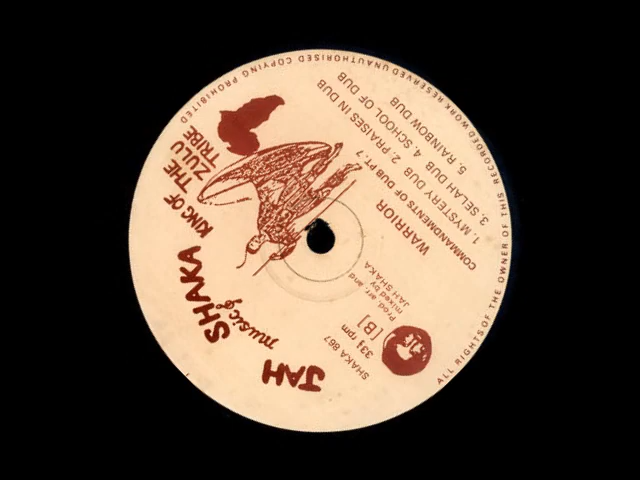 JAH SHAKA KING OF THE
ZULU
TRIBE
music of
WARRIOR
COMMANDMENTS OF DUB PT. 7
1. MYSTERY DUB 2. PRAISES IN DUB
3. SELAH DUB 4. SCHOOL OF DUB
5. RAINBOW DUB
Prod. arr. and
mixed by
JAH SHAKA
[B]
33⅓ rpm
SHAKA 867
ALL RIGHTS OF THE OWNER OF THIS RECORDED WORK RESERVED UNAUTHORISED COPYING PROHIBITED